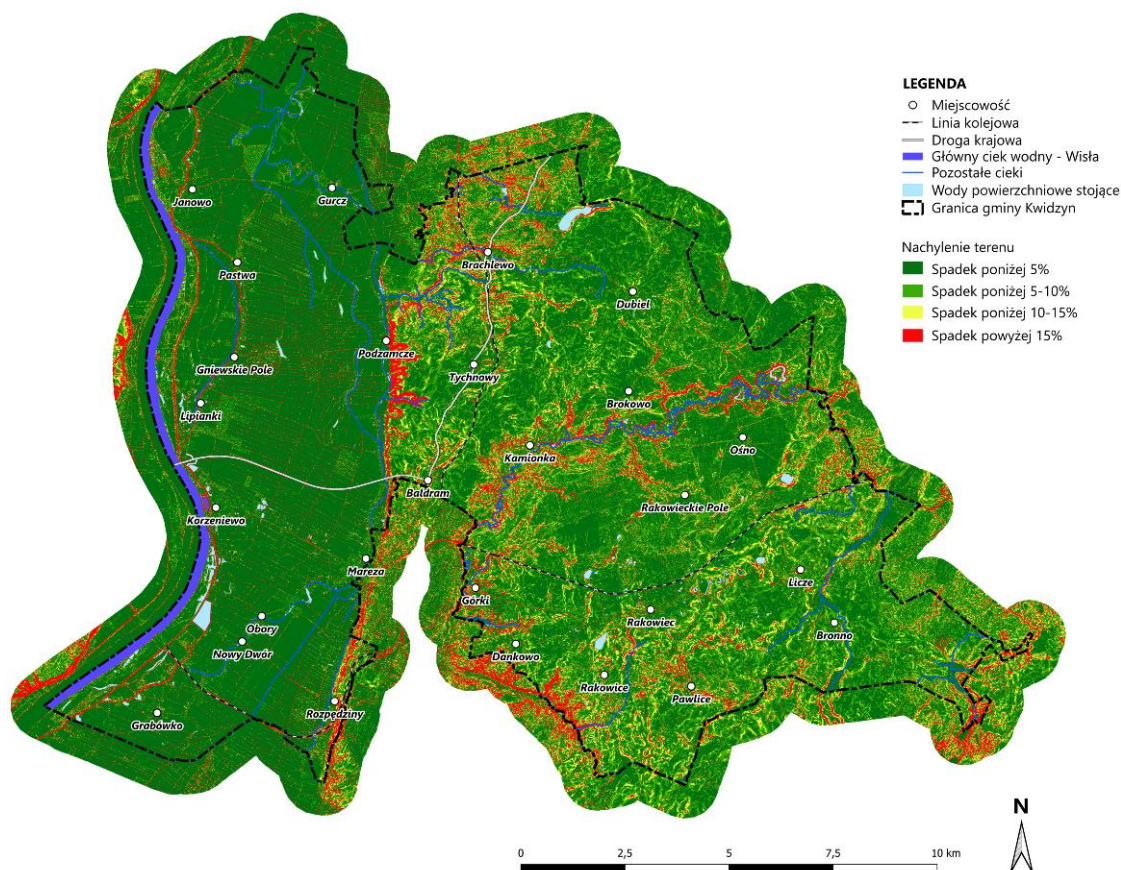 LEGENDA
Miejscowość
Linia kolejowa
Droga krajowa
Główny ciek wodny - Wisła
Pozostałe cieki
Wody powierzchniowe stojące
Granica gminy Kwidzyn
Nachylenie terenu
Spadek poniżej 5%
Spadek poniżej 5-10%
Spadek poniżej 10-15%
Spadek powyżej 15%
Janowo
Gurcz
Pastwa
Brachlewo
Dubiel
Podzamcze
Gniewskie Pole
Tychnowy
Lipianki
Brokowo
Kamionka
Ośno
Baldram
Rakowieckie Pole
Korzeniewo
Mareza
Licze
Górki
Obory
Rakowiec
Bronno
Nowy Dwór
Dankowo
Rakowice
Pawlice
Rozpędziny
Grabówko
N
0 2,5 5 7,5 10 km